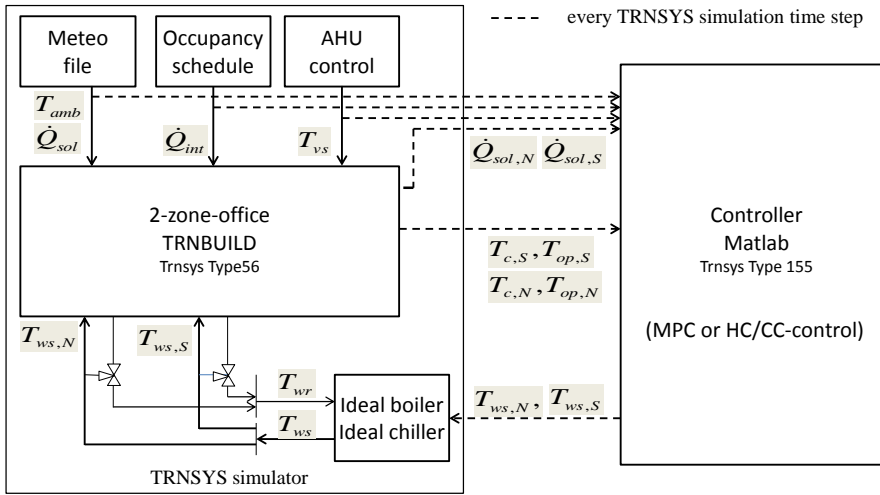 every TRNSYS simulation time step
Meteo
file
Occupancy
schedule
AHU
control
T_amb
Q̇_sol
Q̇_int
T_vs
Q̇_sol,N Q̇_sol,S
2-zone-office
TRNBUILD
Trnsys Type56
T_c,S, T_op,S
T_c,N, T_op,N
Controller
Matlab
Trnsys Type 155
(MPC or HC/CC-control)
T_ws,N
T_ws,S
T_wr
T_ws
Ideal boiler
Ideal chiller
T_ws,N, T_ws,S
TRNSYS simulator